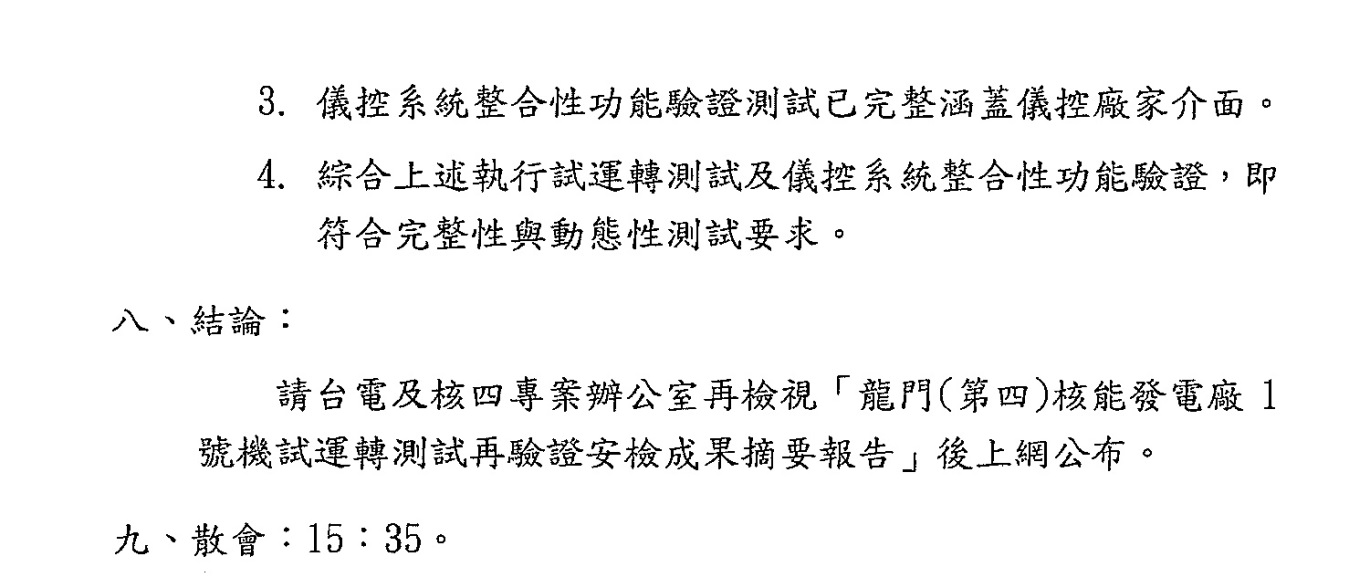 3. 儀控系統整合性功能驗證測試已完整涵蓋儀控廠家介面。
4. 綜合上述執行試運轉測試及儀控系統整合性功能驗證,即
符合完整性與動態性測試要求。
八、結論:
請台電及核四專案辦公室再檢視「龍門(第四)核能發電廠 1
號機試運轉測試再驗證安檢成果摘要報告」後上網公布。
九、散會:15:35。